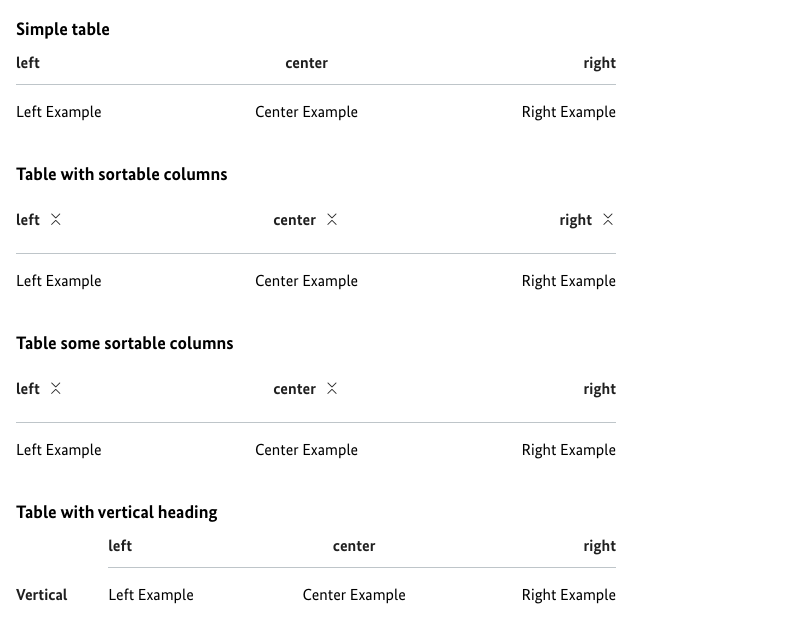 Simple table
left center right
Left Example Center Example Right Example
Table with sortable columns
left center right
Left Example Center Example Right Example
Table some sortable columns
left center right
Left Example Center Example Right Example
Table with vertical heading
left center right
Vertical Left Example Center Example Right Example